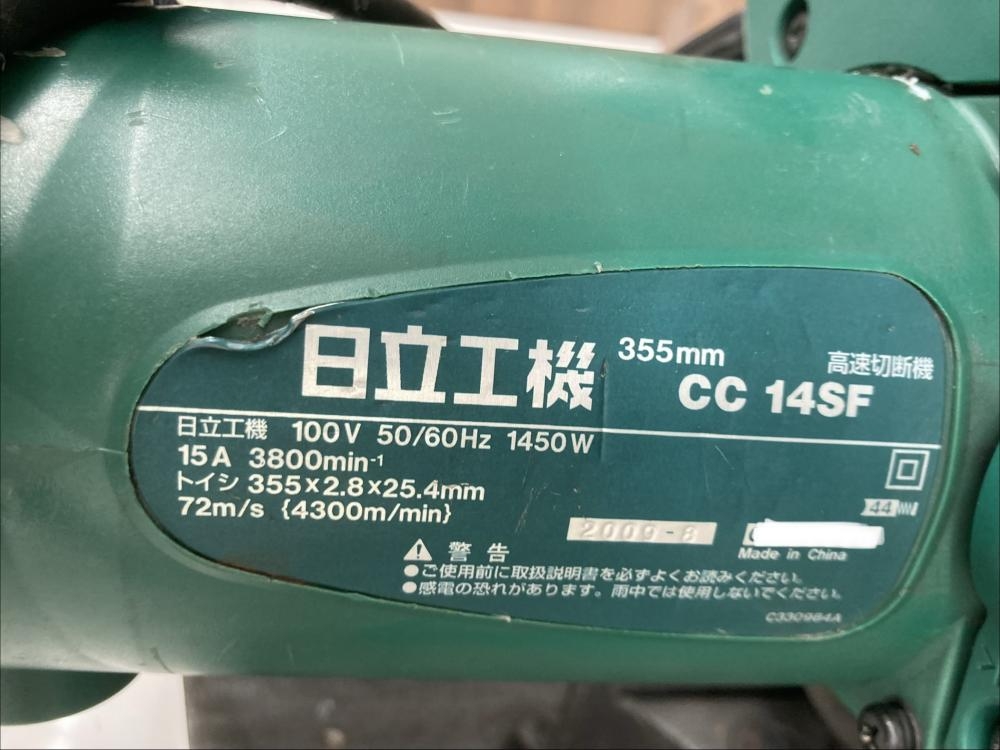 日立工機
355mm
高速切断機
CC 14SF
日立工機 100V 50/60Hz 1450W
15A 3800min-1
トイシ 355×2.8×25.4mm
72m/s {4300m/min}
44
2009-8
Made in China
警告
●ご使用前に取扱説明書を必ずよくお読みください。
●感電の恐れがあります。雨中では使用しないでください。
C330984A